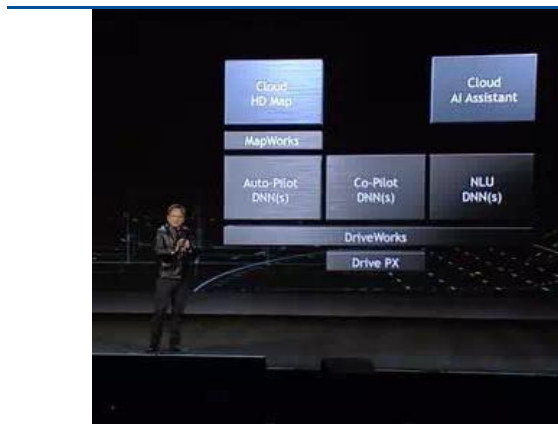 Cloud
HD Map
Cloud
AI Assistant
MapWorks
Auto-Pilot
DNN(s)
Co-Pilot
DNN(s)
NLU
DNN(s)
DriveWorks
Drive PX